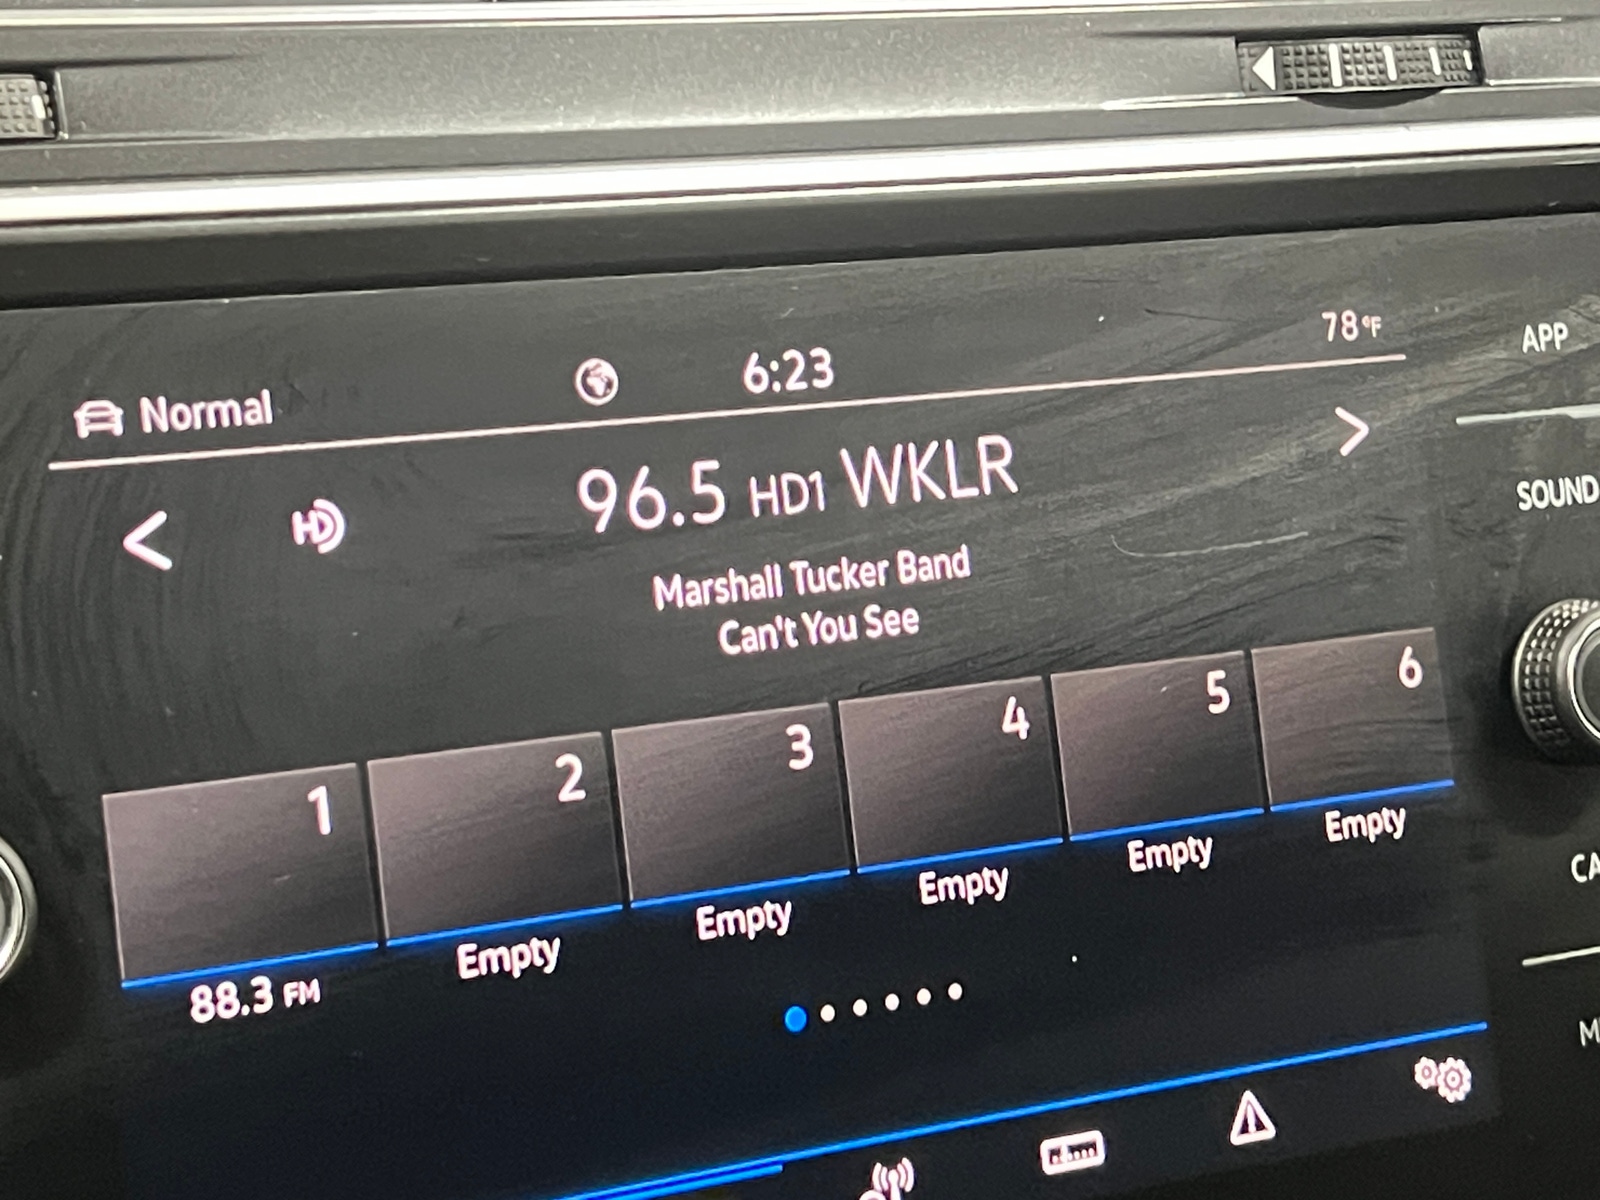 Normal
6:23
78°F
APP
96.5 HD1 WKLR
HD
SOUND
Marshall Tucker Band
Can't You See
1
2
3
4
5
6
88.3 FM
Empty
Empty
Empty
Empty
Empty